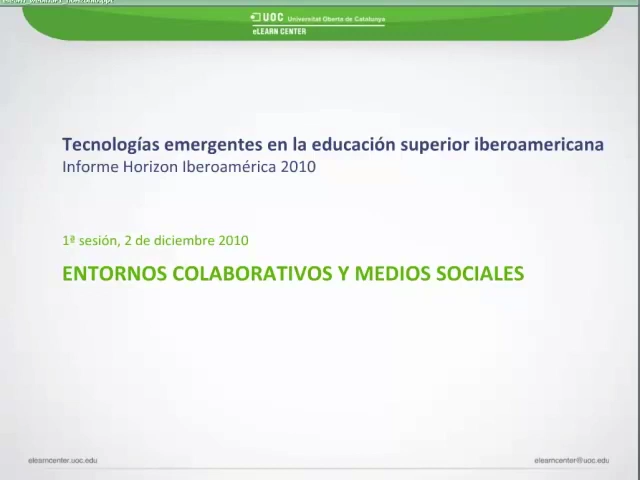 UOC Universitat Oberta de Catalunya
eLEARN CENTER
Tecnologías emergentes en la educación superior iberoamericana
Informe Horizon Iberoamérica 2010
1ª sesión, 2 de diciembre 2010
ENTORNOS COLABORATIVOS Y MEDIOS SOCIALES
elearncenter.uoc.edu
elearncenter@uoc.edu